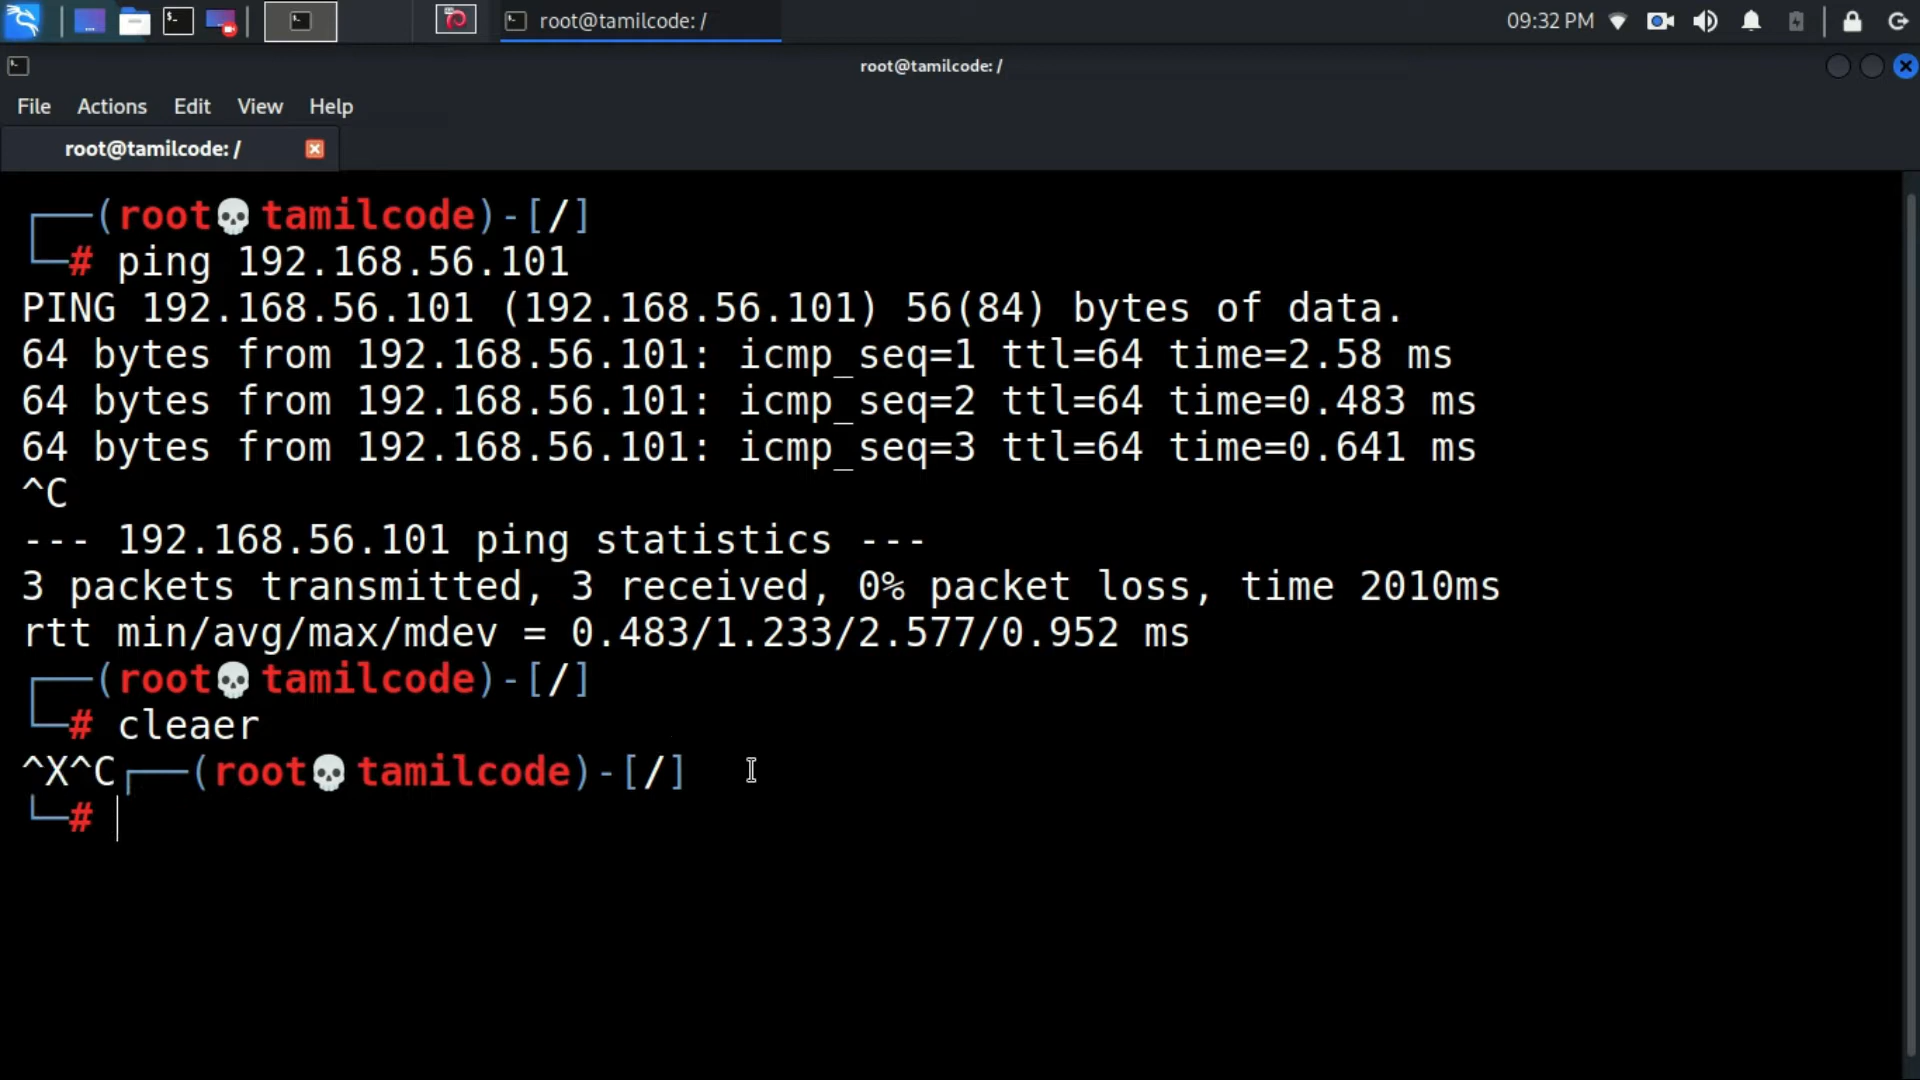 root@tamilcode: /
09:32 PM
root@tamilcode: /
File Actions Edit View Help
root@tamilcode: /
┌──(root💀tamilcode)-[/]
└─# ping 192.168.56.101
PING 192.168.56.101 (192.168.56.101) 56(84) bytes of data.
64 bytes from 192.168.56.101: icmp_seq=1 ttl=64 time=2.58 ms
64 bytes from 192.168.56.101: icmp_seq=2 ttl=64 time=0.483 ms
64 bytes from 192.168.56.101: icmp_seq=3 ttl=64 time=0.641 ms
^C
--- 192.168.56.101 ping statistics ---
3 packets transmitted, 3 received, 0% packet loss, time 2010ms
rtt min/avg/max/mdev = 0.483/1.233/2.577/0.952 ms
┌──(root💀tamilcode)-[/]
└─# cleaer
^X^C┌──(root💀tamilcode)-[/]
└─#